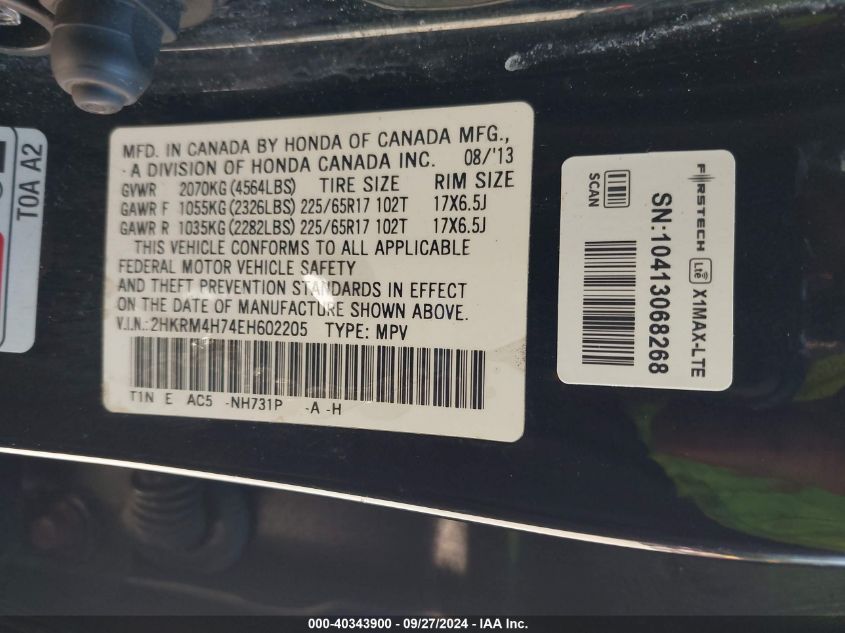 T0A A2
MFD. IN CANADA BY HONDA OF CANADA MFG.,
A DIVISION OF HONDA CANADA INC. 08/'13
GVWR 2070KG(4564LBS) TIRE SIZE RIM SIZE
GAWR F 1055KG(2326LBS) 225/65R17 102T 17X6.5J
GAWR R 1035KG(2282LBS) 225/65R17 102T 17X6.5J
THIS VEHICLE CONFORMS TO ALL APPLICABLE
FEDERAL MOTOR VEHICLE SAFETY
AND THEFT PREVENTION STANDARDS IN EFFECT
ON THE DATE OF MANUFACTURE SHOWN ABOVE.
V.I.N.:2HKRM4H74EH602205 TYPE: MPV
T1N E AC5 -NH731P -A -H
SCAN
SN:10413068268
FIRSTECH Lte X1MAX-LTE
000-40343900 - 09/27/2024 - IAA Inc.